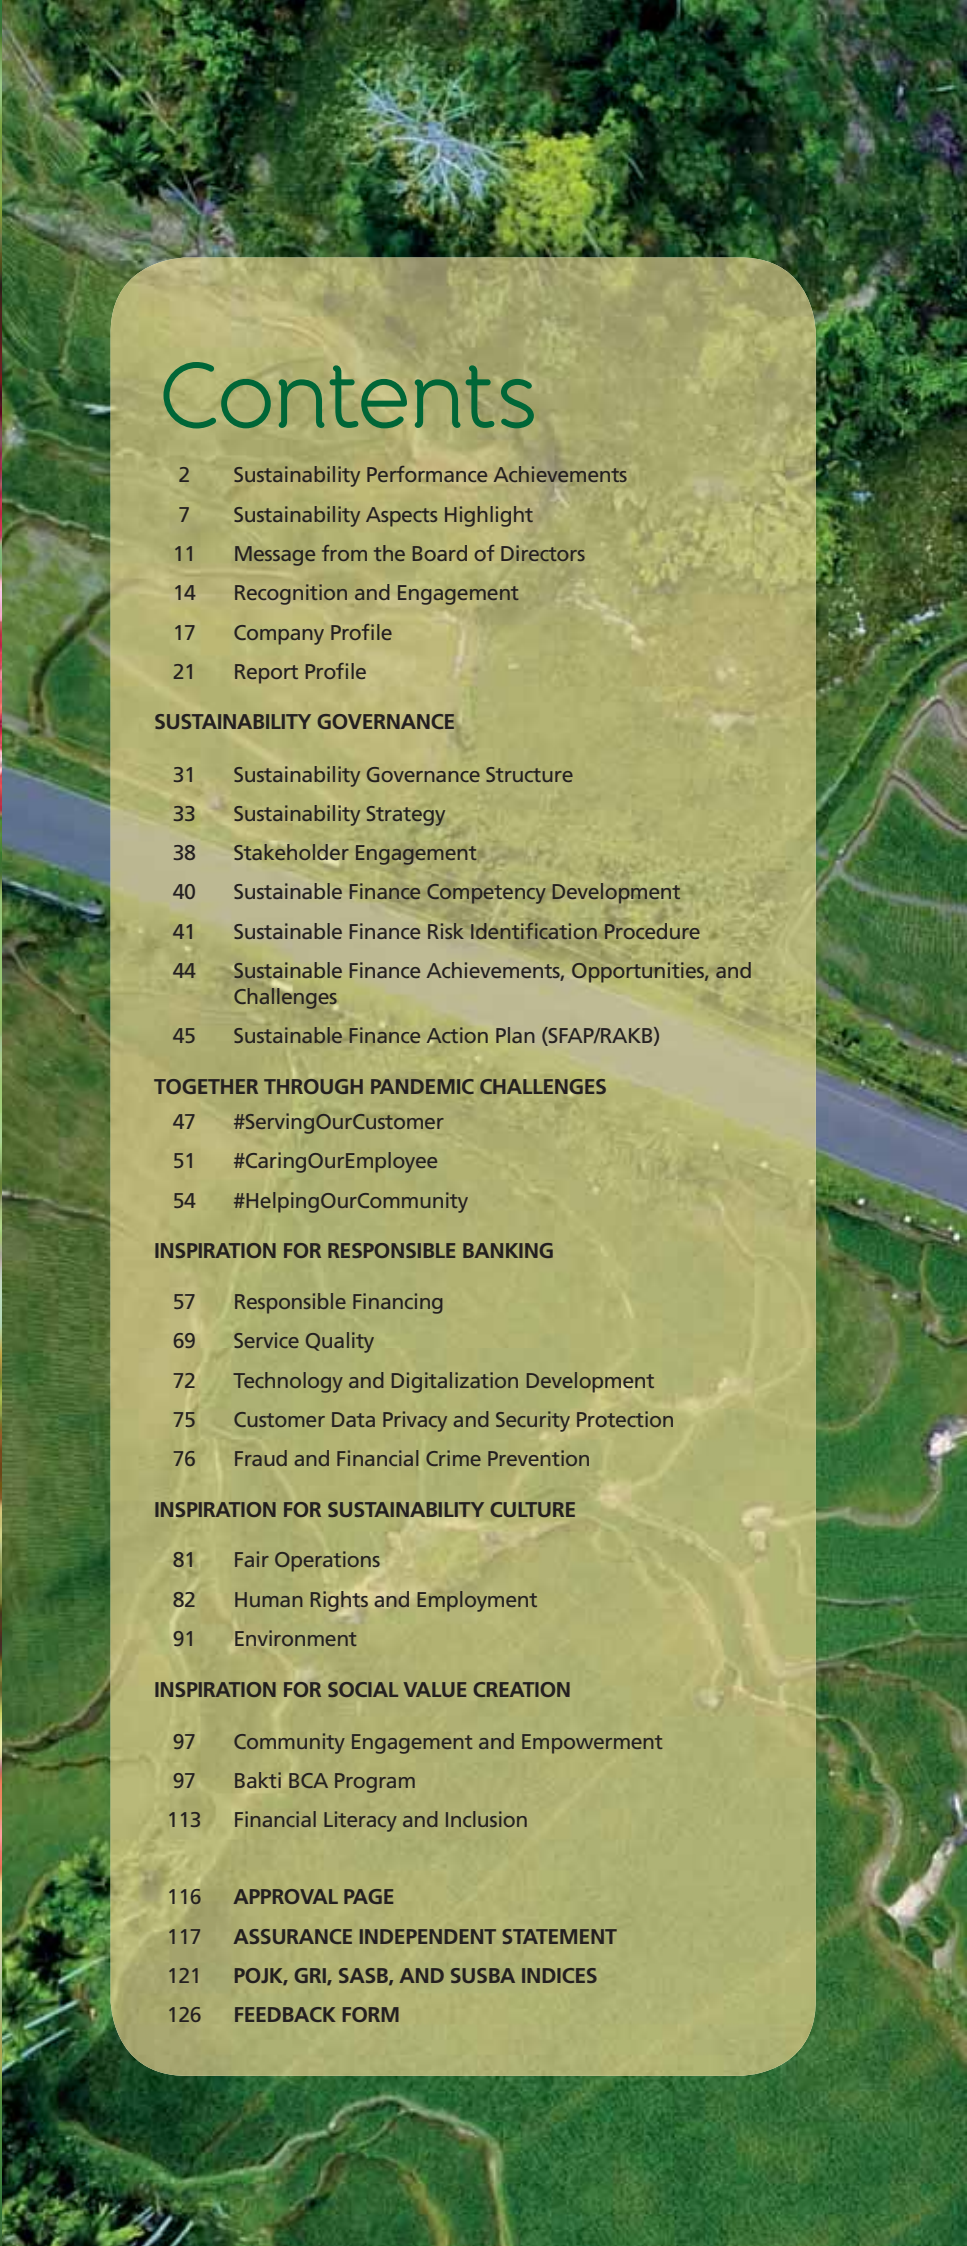 Contents
2 Sustainability Performance Achievements
7 Sustainability Aspects Highlight
11 Message from the Board of Directors
14 Recognition and Engagement
17 Company Profile
21 Report Profile
SUSTAINABILITY GOVERNANCE
31 Sustainability Governance Structure
33 Sustainability Strategy
38 Stakeholder Engagement
40 Sustainable Finance Competency Development
41 Sustainable Finance Risk Identification Procedure
44 Sustainable Finance Achievements, Opportunities, and
Challenges
45 Sustainable Finance Action Plan (SFAP/RAKB)
TOGETHER THROUGH PANDEMIC CHALLENGES
47 #ServingOurCustomer
51 #CaringOurEmployee
54 #HelpingOurCommunity
INSPIRATION FOR RESPONSIBLE BANKING
57 Responsible Financing
69 Service Quality
72 Technology and Digitalization Development
75 Customer Data Privacy and Security Protection
76 Fraud and Financial Crime Prevention
INSPIRATION FOR SUSTAINABILITY CULTURE
81 Fair Operations
82 Human Rights and Employment
91 Environment
INSPIRATION FOR SOCIAL VALUE CREATION
97 Community Engagement and Empowerment
97 Bakti BCA Program
113 Financial Literacy and Inclusion
116 APPROVAL PAGE
117 ASSURANCE INDEPENDENT STATEMENT
121 POJK, GRI, SASB, AND SUSBA INDICES
126 FEEDBACK FORM